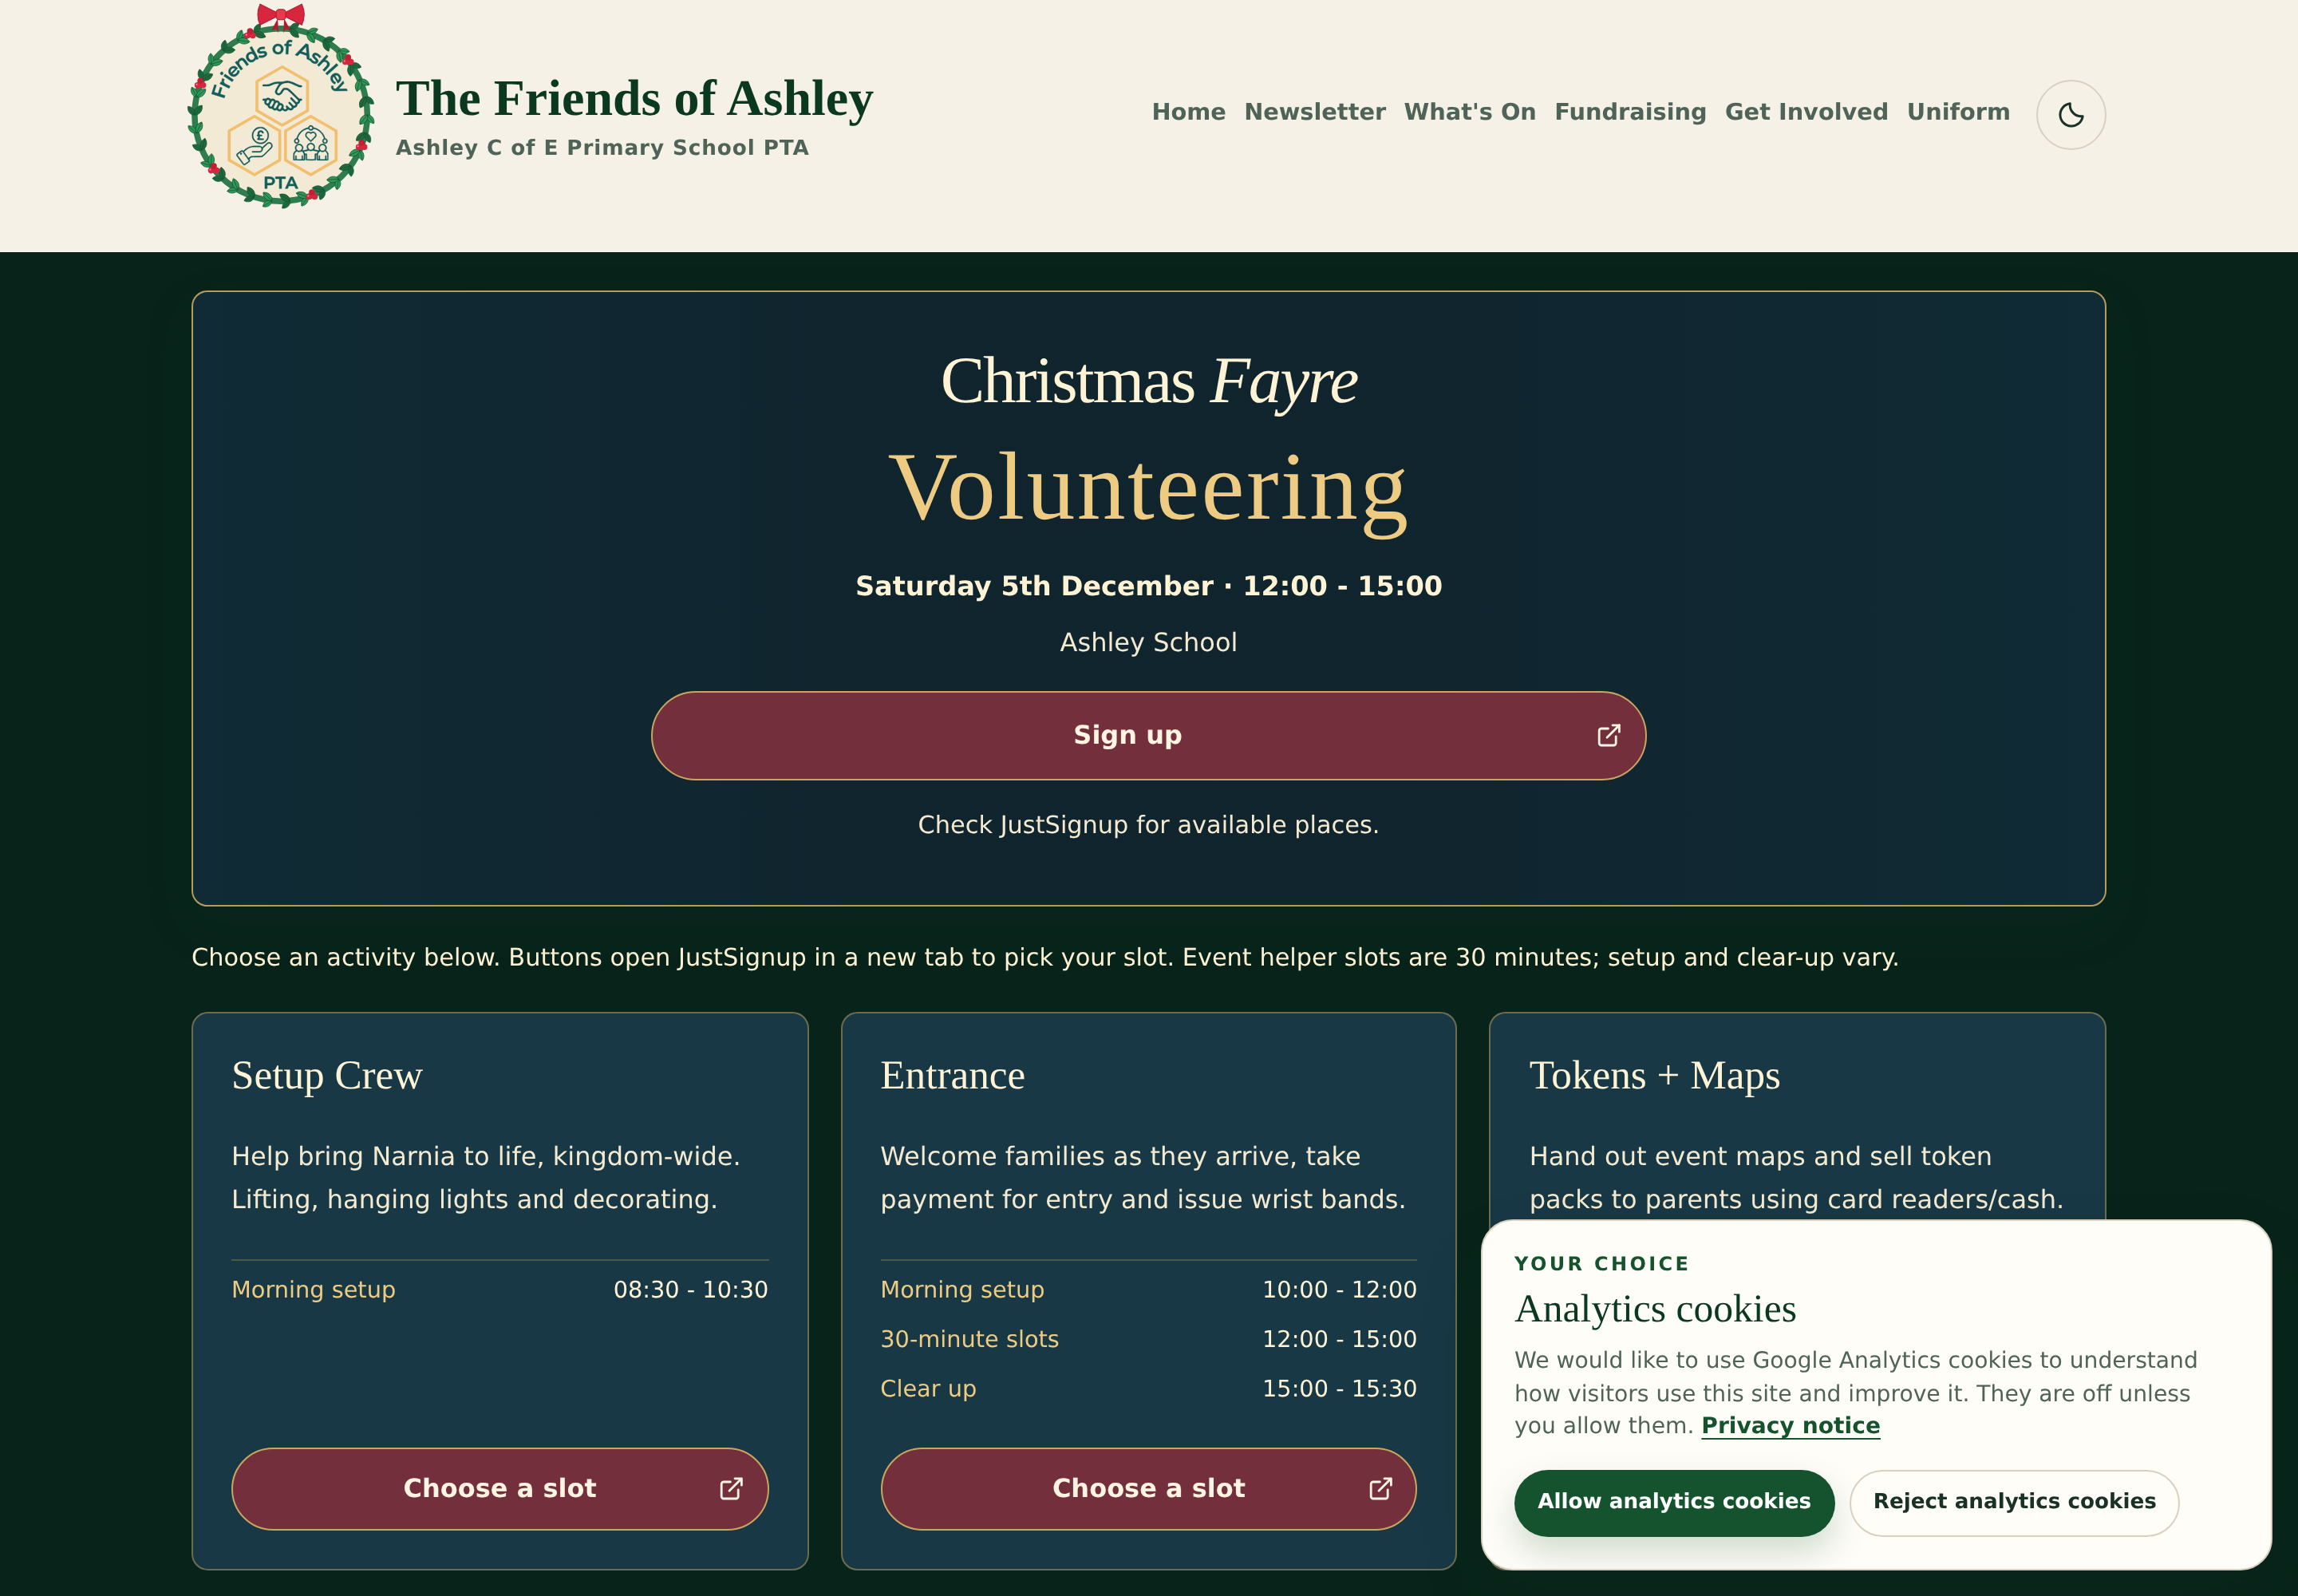 Friends of Ashley
£
PTA
The Friends of Ashley
Ashley C of E Primary School PTA
Home Newsletter What's On Fundraising Get Involved Uniform
Christmas Fayre
Volunteering
Saturday 5th December · 12:00 - 15:00
Ashley School
Sign up
Check JustSignup for available places.
Choose an activity below. Buttons open JustSignup in a new tab to pick your slot. Event helper slots are 30 minutes; setup and clear-up vary.
Setup Crew
Help bring Narnia to life, kingdom-wide.
Lifting, hanging lights and decorating.
Morning setup 08:30 - 10:30
Choose a slot
Entrance
Welcome families as they arrive, take
payment for entry and issue wrist bands.
Morning setup 10:00 - 12:00
30-minute slots 12:00 - 15:00
Clear up 15:00 - 15:30
Choose a slot
Tokens + Maps
Hand out event maps and sell token
packs to parents using card readers/cash.
YOUR CHOICE
Analytics cookies
We would like to use Google Analytics cookies to understand
how visitors use this site and improve it. They are off unless
you allow them. Privacy notice
Allow analytics cookies Reject analytics cookies